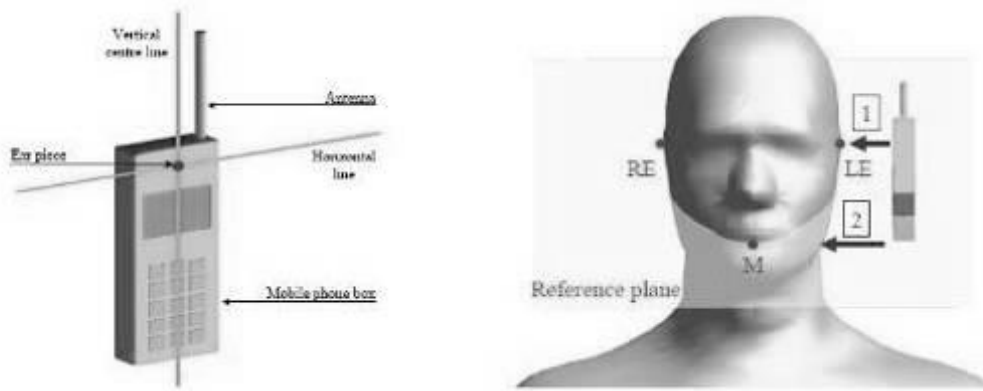 Vertical
centre line
Antenna
Ear piece
Horizontal
line
Mobile phone box
1
RE
LE
2
M
Reference plane